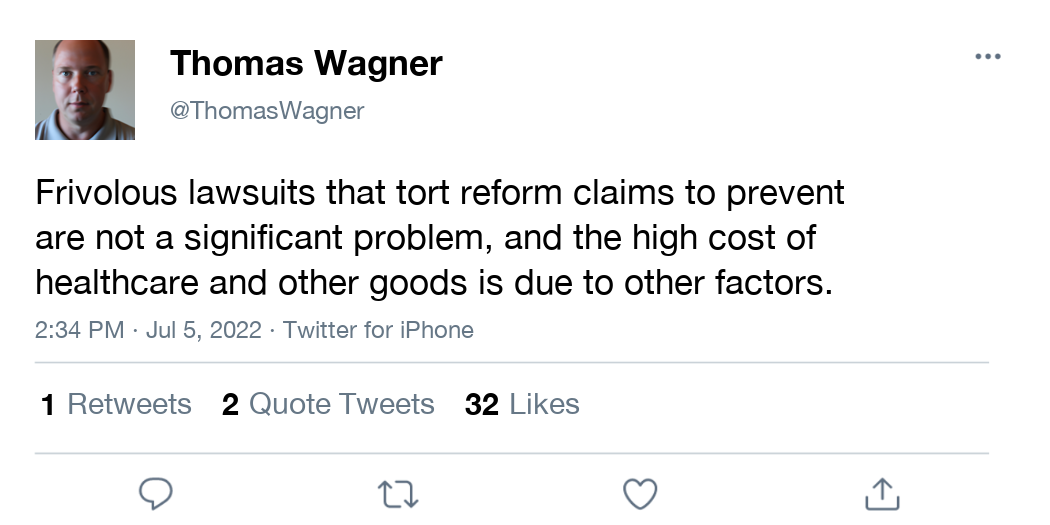 Thomas Wagner
@ThomasWagner
Frivolous lawsuits that tort reform claims to prevent
are not a significant problem, and the high cost of
healthcare and other goods is due to other factors.
2:34 PM · Jul 5, 2022 · Twitter for iPhone
1 Retweets 2 Quote Tweets 32 Likes